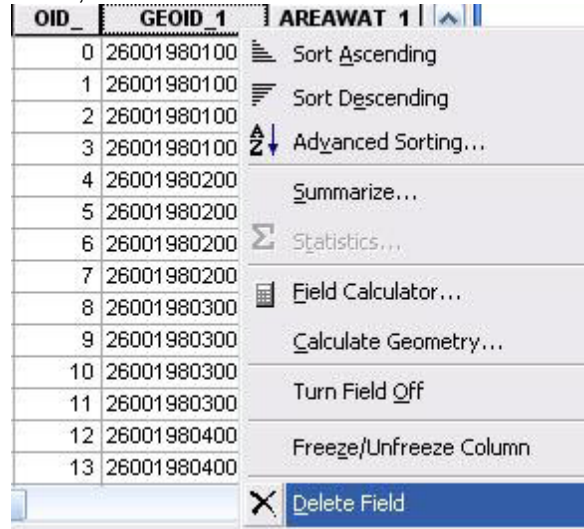 OID_ GEOID_1 AREAWAT_1
0 26001980100
1 26001980100
2 26001980100
3 26001980100
4 26001980200
5 26001980200
6 26001980200
7 26001980200
8 26001980300
9 26001980300
10 26001980300
11 26001980300
12 26001980400
13 26001980400
Sort Ascending
Sort Descending
Advanced Sorting...
Summarize...
Statistics...
Field Calculator...
Calculate Geometry...
Turn Field Off
Freeze/Unfreeze Column
Delete Field